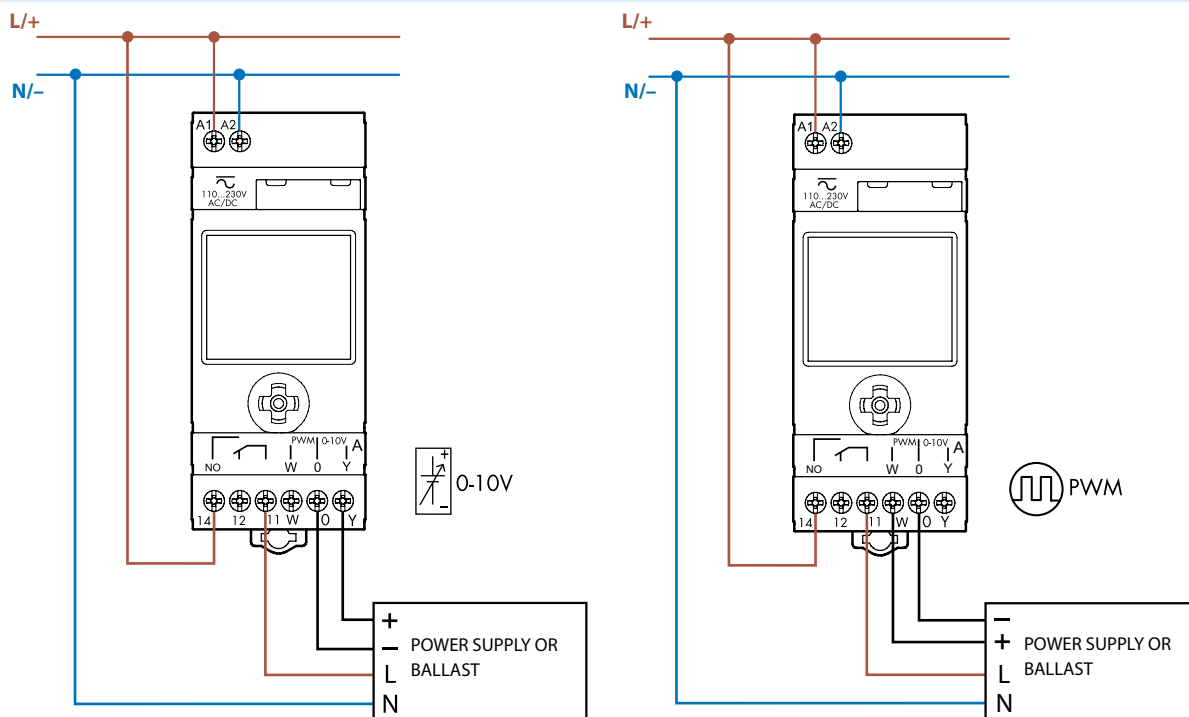 L/+
N/–
A1 A2
110...230V
AC/DC
PWM 0-10V A
NO W 0 Y
14 12 11 W 0 Y
+
-
0-10V
+
– POWER SUPPLY OR
L BALLAST
N
L/+
N/–
A1 A2
110...230V
AC/DC
PWM 0-10V A
NO W 0 Y
14 12 11 W 0 Y
PWM
–
+ POWER SUPPLY OR
L BALLAST
N